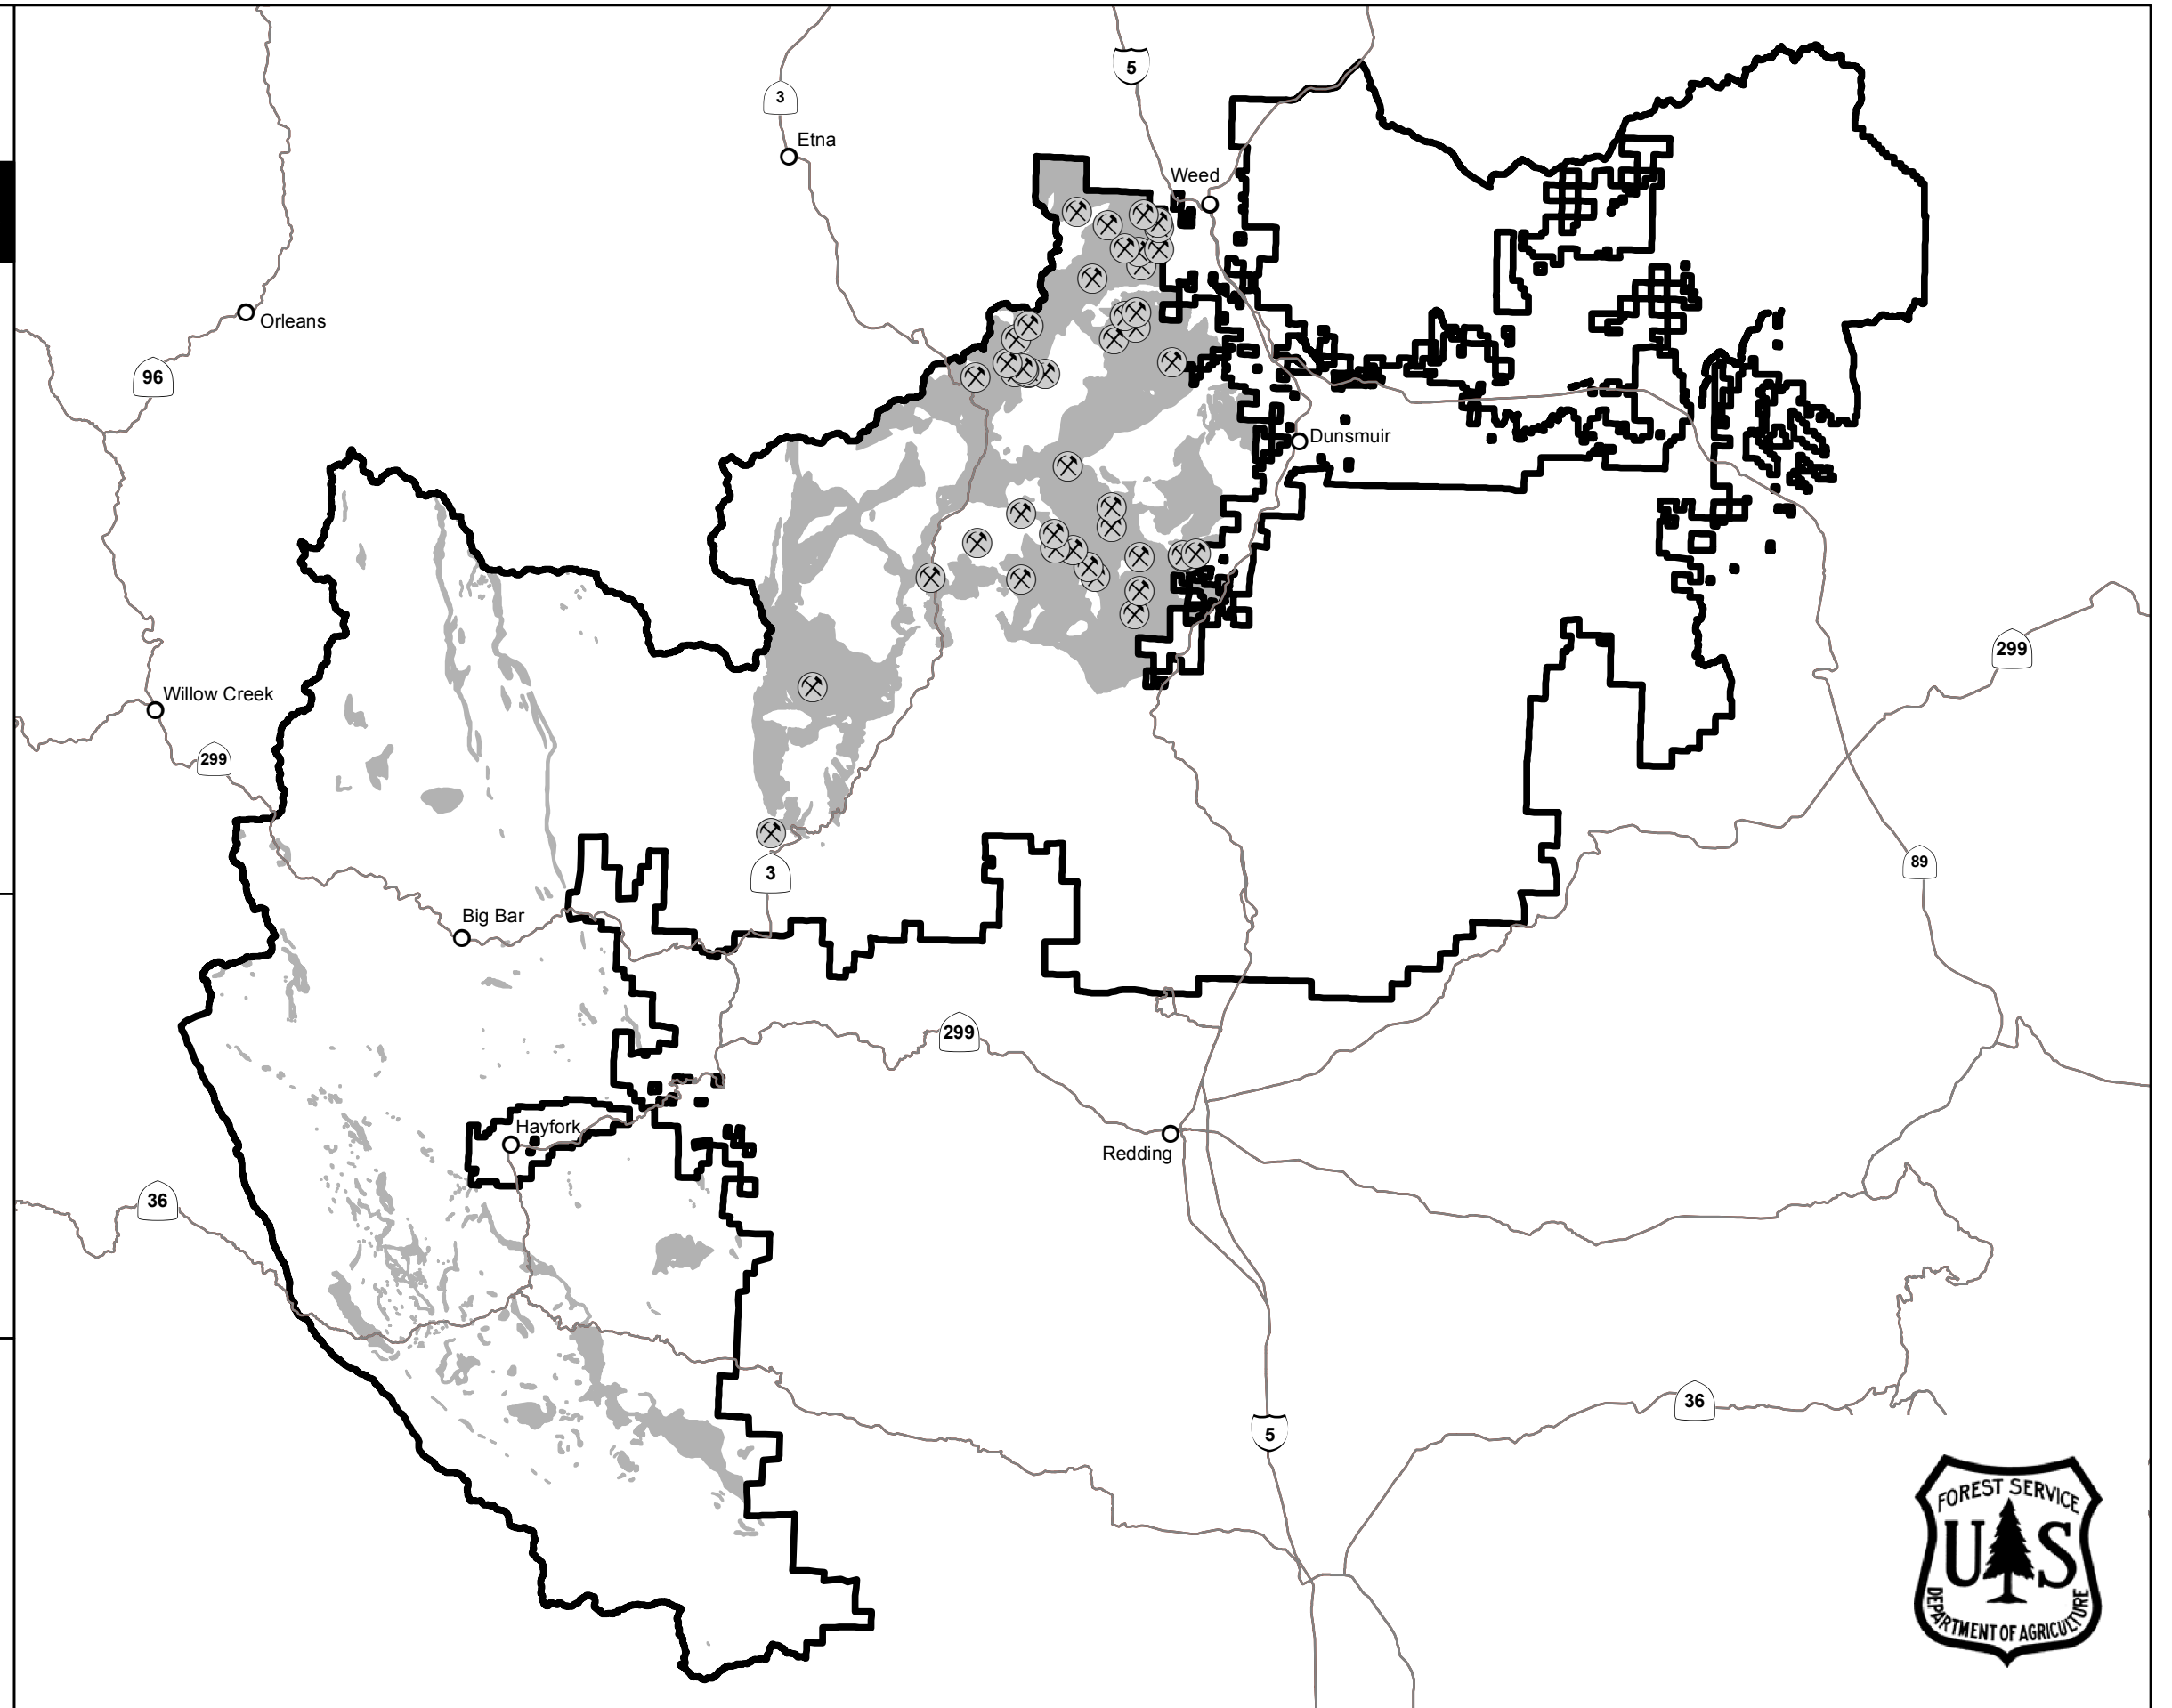 5
3
Etna
Weed
Orleans
96
Dunsmuir
299
Willow Creek
299
89
3
Big Bar
299
Hayfork
Redding
36
36
5
FOREST SERVICE
U S
DEPARTMENT OF AGRICULTURE